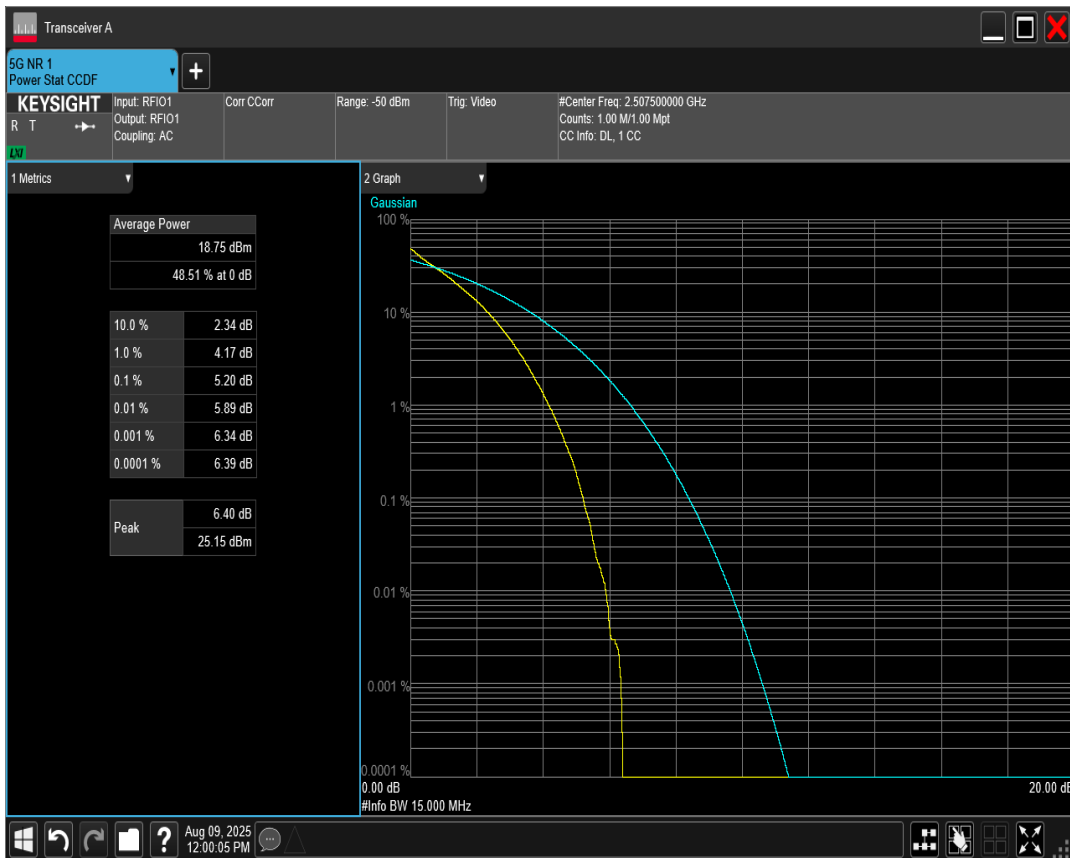 Transceiver A
5G NR 1
Power Stat CCDF
KEYSIGHT
R T
LXI
Input: RFIO1
Output: RFIO1
Coupling: AC
Corr CCorr
Range: -50 dBm
Trig: Video
#Center Freq: 2.507500000 GHz
Counts: 1.00 M/1.00 Mpt
CC Info: DL, 1 CC
1 Metrics
Average Power
18.75 dBm
48.51 % at 0 dB
10.0 % 2.34 dB
1.0 % 4.17 dB
0.1 % 5.20 dB
0.01 % 5.89 dB
0.001 % 6.34 dB
0.0001 % 6.39 dB
Peak
6.40 dB
25.15 dBm
2 Graph
Gaussian
100 %
10 %
1 %
0.1 %
0.01 %
0.001 %
0.0001 %
0.00 dB 20.00 dB
#Info BW 15.000 MHz
Aug 09, 2025
12:00:05 PM